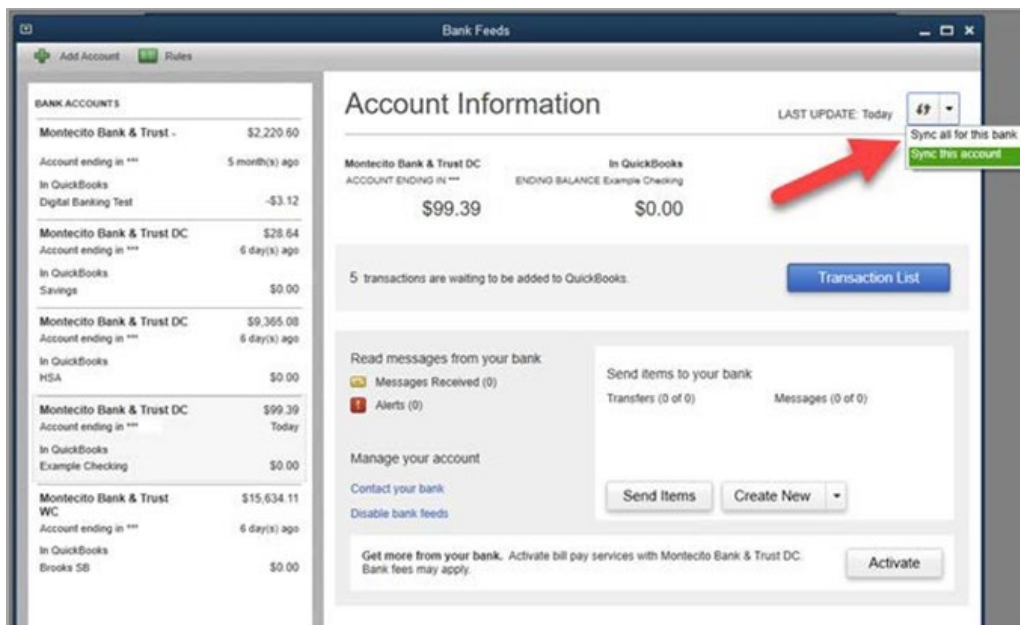 Bank Feeds
Add Account Rules
BANK ACCOUNTS
Montecito Bank & Trust - $2,220.60
Account ending in *** 5 month(s) ago
In QuickBooks
Digital Banking Test -$3.12
Montecito Bank & Trust DC $28.64
Account ending in *** 6 day(s) ago
In QuickBooks
Savings $0.00
Montecito Bank & Trust DC $9,365.08
Account ending in *** 6 day(s) ago
In QuickBooks
HSA $0.00
Montecito Bank & Trust DC $99.39
Account ending in *** Today
In QuickBooks
Example Checking $0.00
Montecito Bank & Trust $15,634.11
WC
Account ending in *** 6 day(s) ago
In QuickBooks
Brooks SB $0.00
Account Information
LAST UPDATE: Today
Sync all for this bank
Sync this account
Montecito Bank & Trust DC In QuickBooks
ACCOUNT ENDING IN *** ENDING BALANCE Example Checking
$99.39 $0.00
5 transactions are waiting to be added to QuickBooks. Transaction List
Read messages from your bank
Messages Received (0)
Alerts (0)
Manage your account
Contact your bank
Disable bank feeds
Send items to your bank
Transfers (0 of 0) Messages (0 of 0)
Send Items Create New
Get more from your bank. Activate bill pay services with Montecito Bank & Trust DC.
Bank fees may apply.
Activate